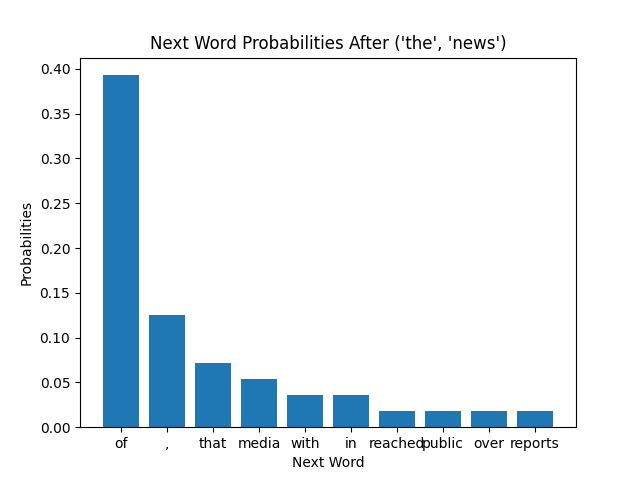 Next Word Probabilities After ('the', 'news')
0.40
0.35
0.30
0.25
0.20
0.15
0.10
0.05
0.00
Probabilities
of , that media with in reached public over reports
Next Word